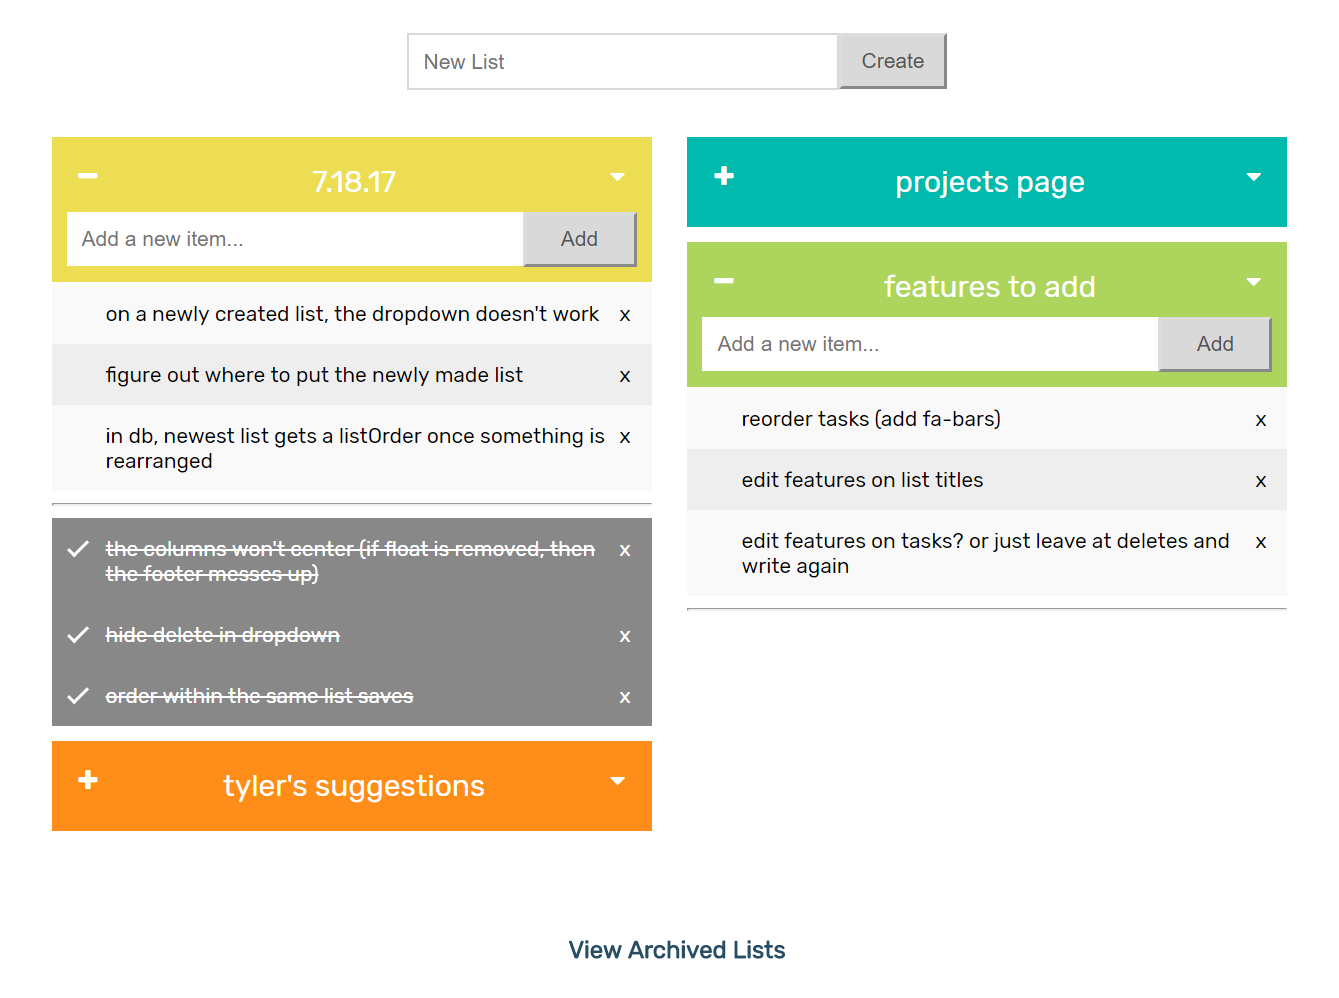 New List
Create
7.18.17
Add a new item...
Add
on a newly created list, the dropdown doesn't work x
figure out where to put the newly made list x
in db, newest list gets a listOrder once something is x
rearranged
the columns won't center (if float is removed, then x
the footer messes up)
hide delete in dropdown x
order within the same list saves x
tyler's suggestions
projects page
features to add
Add a new item...
Add
reorder tasks (add fa-bars) x
edit features on list titles x
edit features on tasks? or just leave at deletes and x
write again
View Archived Lists